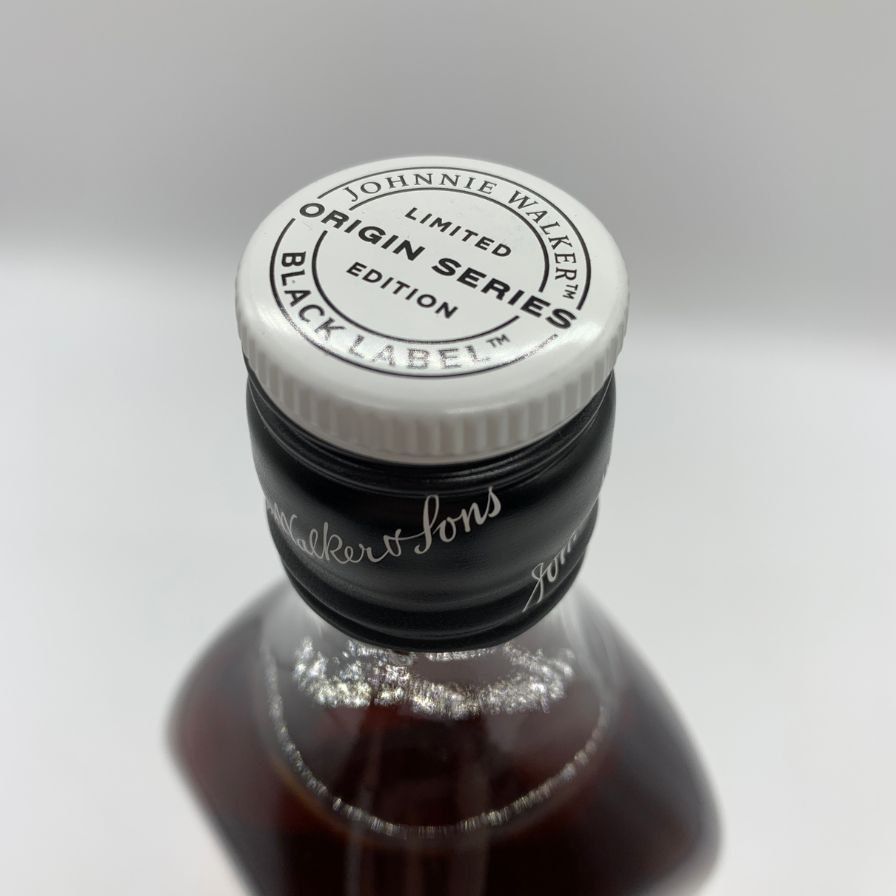 JOHNNIE WALKER™
LIMITED
ORIGIN SERIES
EDITION
BLACK LABEL™
Walker & Sons